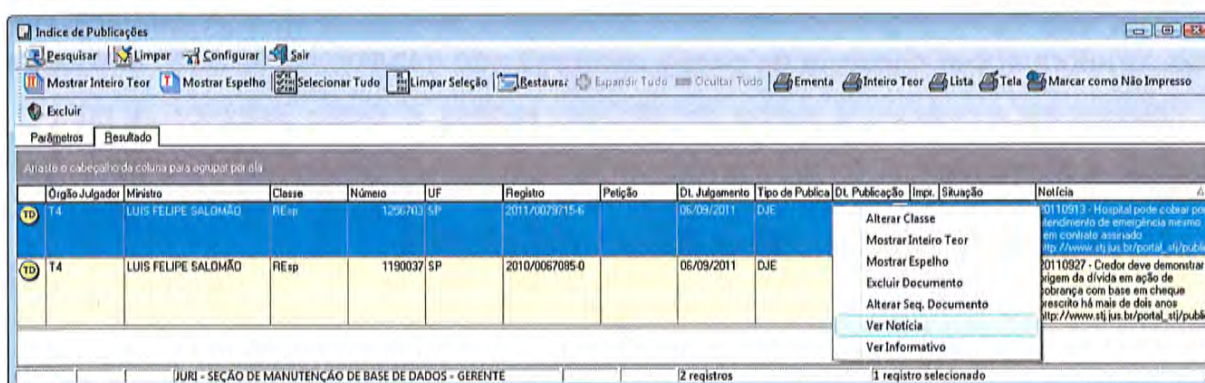 Indice de Publicações
Pesquisar Limpar Configurar Sair
Mostrar Inteiro Teor Mostrar Espelho Selecionar Tudo Limpar Seleção Restaurar Expandir Tudo Ocultar Tudo Ementa Inteiro Teor Lista Tela Marcar como Não Impresso
Excluir
Parâmetros Resultado
Arraste o cabeçalho da coluna para agrupar por ela
Órgão Julgador Ministro Classe Número UF Registro Petição Dt. Julgamento Tipo de Publica Dt. Publicação Impr. Situação Notícia
TD T4 LUIS FELIPE SALOMÃO REsp 1256703 SP 2011/0079715-6 06/09/2011 DJE
20110913 - Hospital pode cobrar por
atendimento de emergência mesmo
sem contrato assinado
http://www.stj.jus.br/portal_stj/public
TD T4 LUIS FELIPE SALOMÃO REsp 1190037 SP 2010/0067085-0 06/09/2011 DJE
20110927 - Credor deve demonstrar
origem da dívida em ação de
cobrança com base em cheque
prescrito há mais de dois anos
http://www.stj.jus.br/portal_stj/public
Alterar Classe
Mostrar Inteiro Teor
Mostrar Espelho
Excluir Documento
Alterar Seq. Documento
Ver Notícia
Ver Informativo
JURI - SEÇÃO DE MANUTENÇÃO DE BASE DE DADOS - GERENTE 2 registros 1 registro selecionado